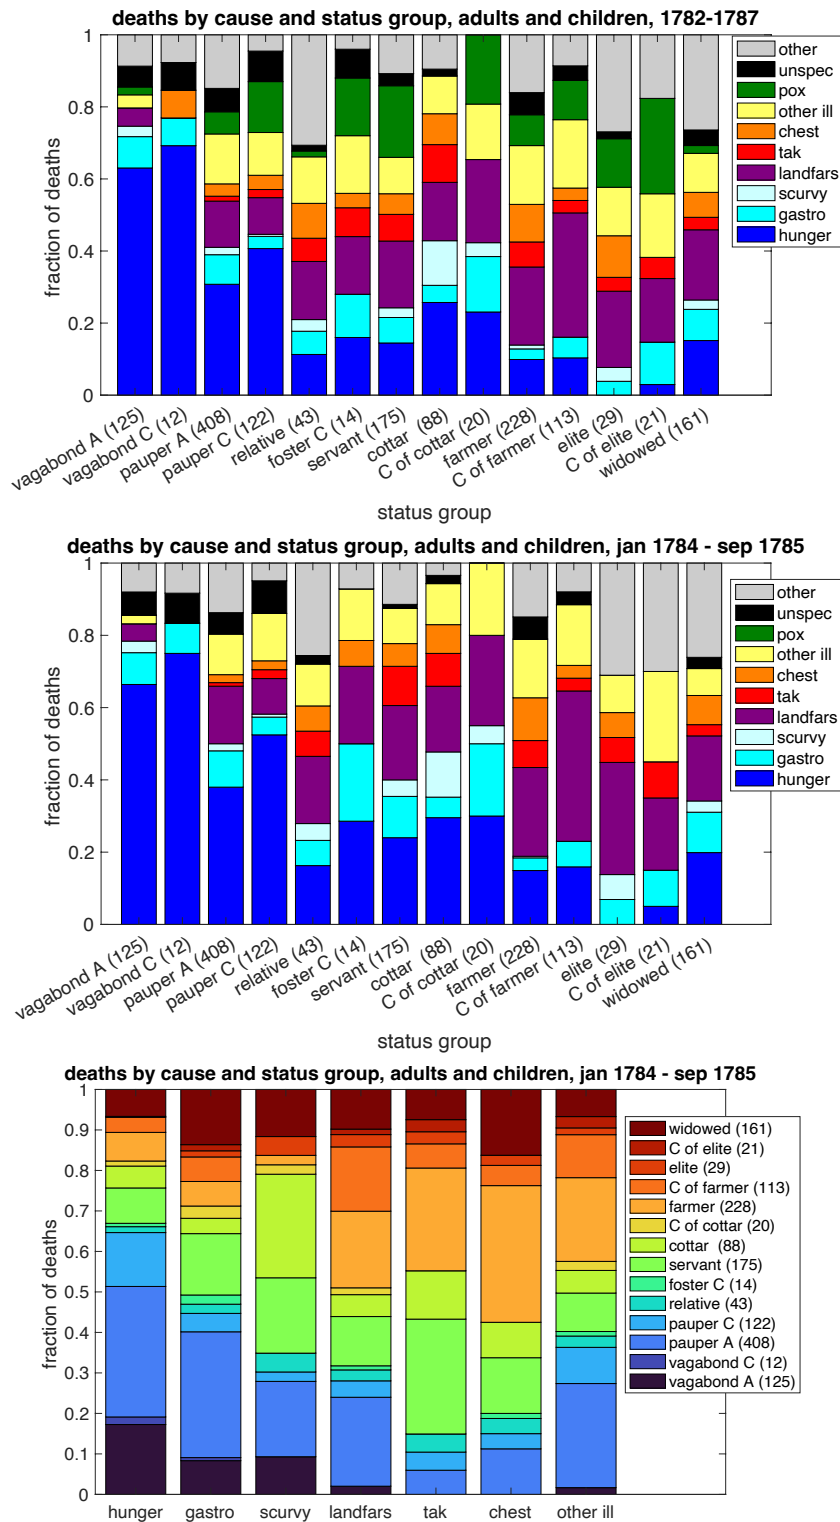 deaths by cause and status group, adults and children, 1782-1787
fraction of deaths
1
0.8
0.6
0.4
0.2
0
other
unspec
pox
other ill
chest
tak
landfars
scurvy
gastro
hunger
vagabond A (125)
vagabond C (12)
pauper A (408)
pauper C (122)
relative (43)
foster C (14)
servant (175)
cottar (88)
C of cottar (20)
farmer (228)
C of farmer (113)
elite (29)
C of elite (21)
widowed (161)
status group
deaths by cause and status group, adults and children, jan 1784 - sep 1785
fraction of deaths
1
0.8
0.6
0.4
0.2
0
other
unspec
pox
other ill
chest
tak
landfars
scurvy
gastro
hunger
vagabond A (125)
vagabond C (12)
pauper A (408)
pauper C (122)
relative (43)
foster C (14)
servant (175)
cottar (88)
C of cottar (20)
farmer (228)
C of farmer (113)
elite (29)
C of elite (21)
widowed (161)
status group
deaths by cause and status group, adults and children, jan 1784 - sep 1785
fraction of deaths
1
0.9
0.8
0.7
0.6
0.5
0.4
0.3
0.2
0.1
0
widowed (161)
C of elite (21)
elite (29)
C of farmer (113)
farmer (228)
C of cottar (20)
cottar (88)
servant (175)
foster C (14)
relative (43)
pauper C (122)
pauper A (408)
vagabond C (12)
vagabond A (125)
hunger
gastro
scurvy
landfars
tak
chest
other ill